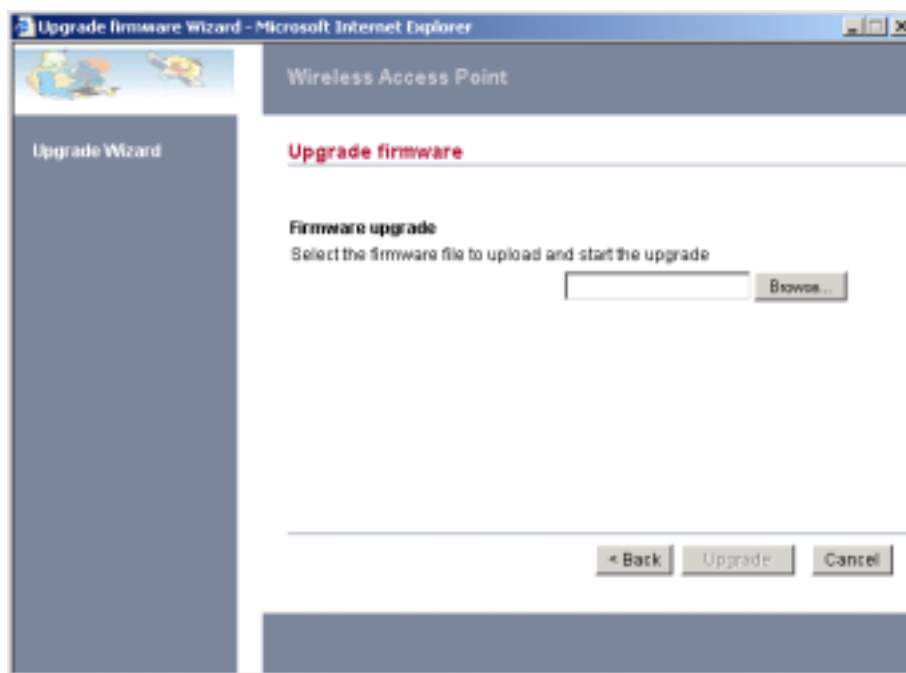 Upgrade firmware Wizard - Microsoft Internet Explorer
Wireless Access Point
Upgrade Wizard
Upgrade firmware
Firmware upgrade
Select the firmware file to upload and start the upgrade
Browse...
< Back Upgrade Cancel